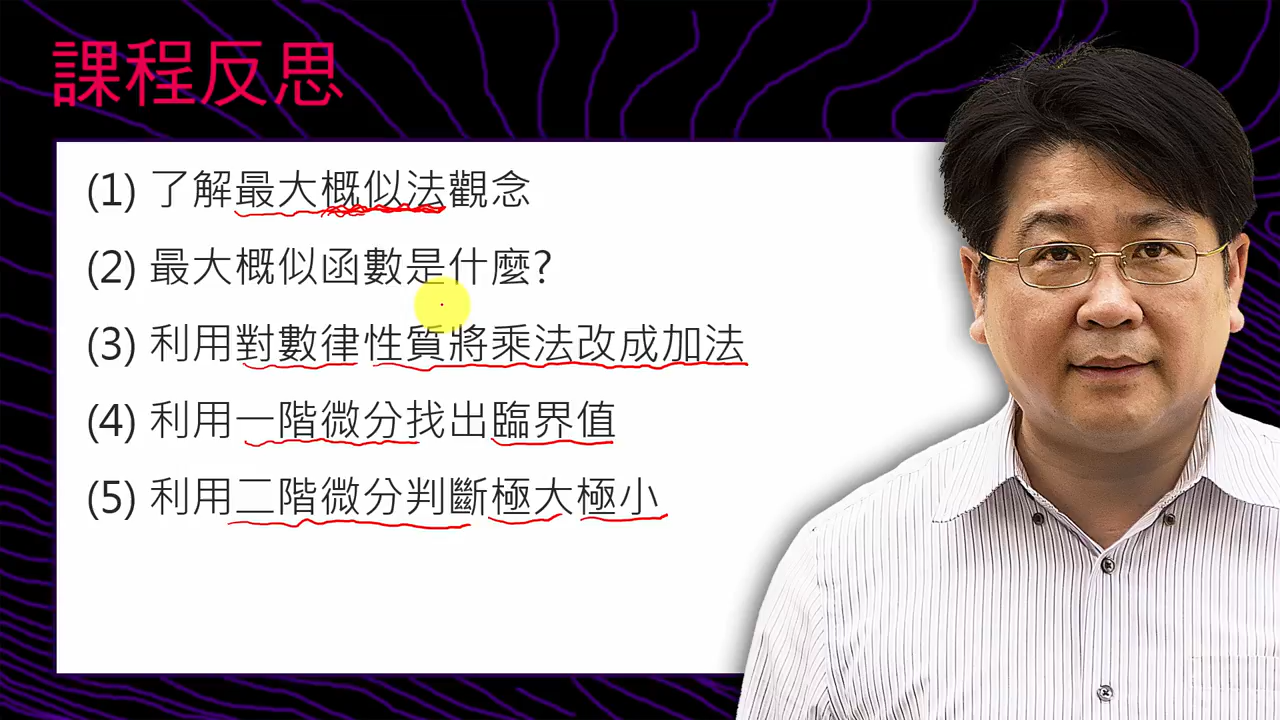 課程反思
(1) 了解最大概似法觀念
(2) 最大概似函數是什麼?
(3) 利用對數律性質將乘法改成加法
(4) 利用一階微分找出臨界值
(5) 利用二階微分判斷極大極小